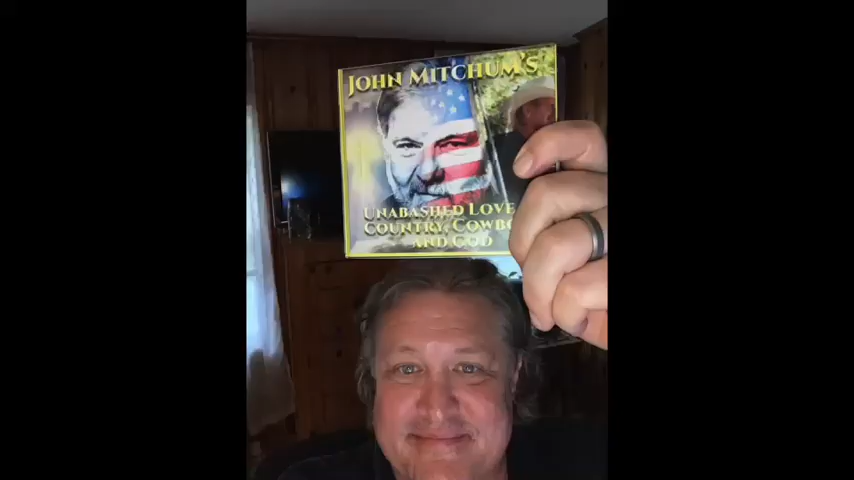 JOHN MITCHUM'S
UNABASHED LOVE
COUNTRY, COWBO
AND GOD